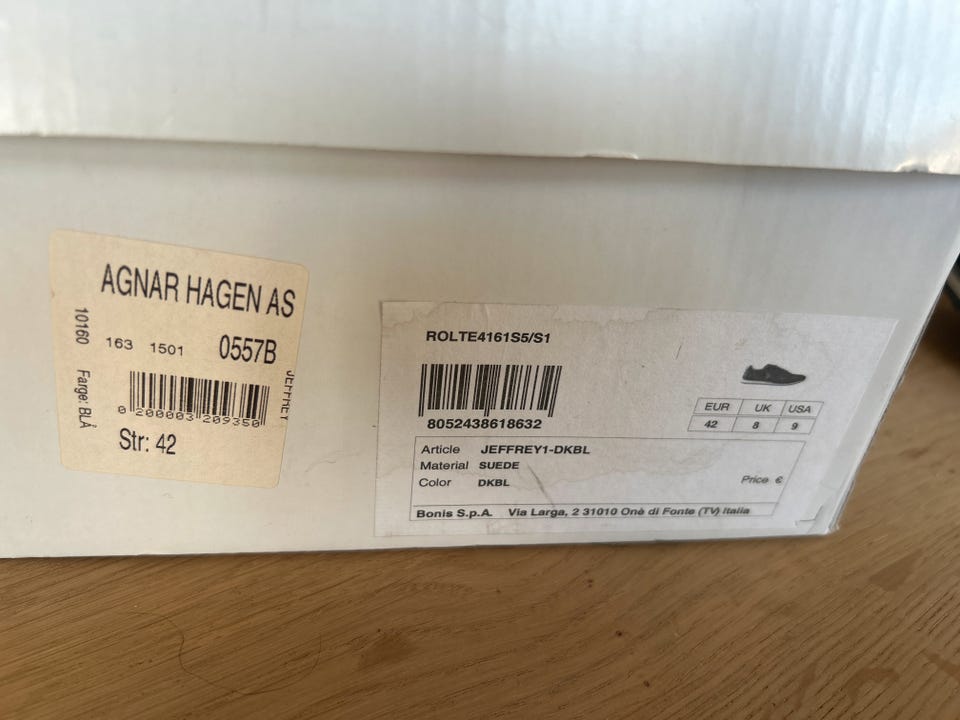 AGNAR HAGEN AS
10160
163 1501 0557B
JEFFREY
Farge: BLÅ
0 200003 209350
Str: 42
ROLTE4161S5/S1
8052438618632
EUR UK USA
42 8 9
Article JEFFREY1-DKBL
Material SUEDE
Color DKBL
Price €
Bonis S.p.A. Via Larga, 2 31010 Onè di Fonte (TV) Italia